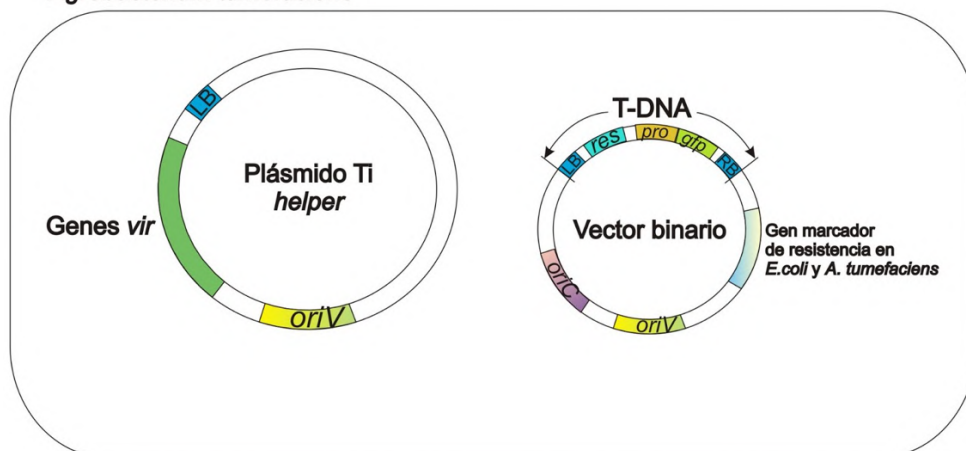 LB
Plásmido Ti
helper
Genes vir
oriV
T-DNA
LB
res
pro
gfp
RB
Vector binario
Gen marcador
de resistencia en
E.coli y A. tumefaciens
oriC
oriV